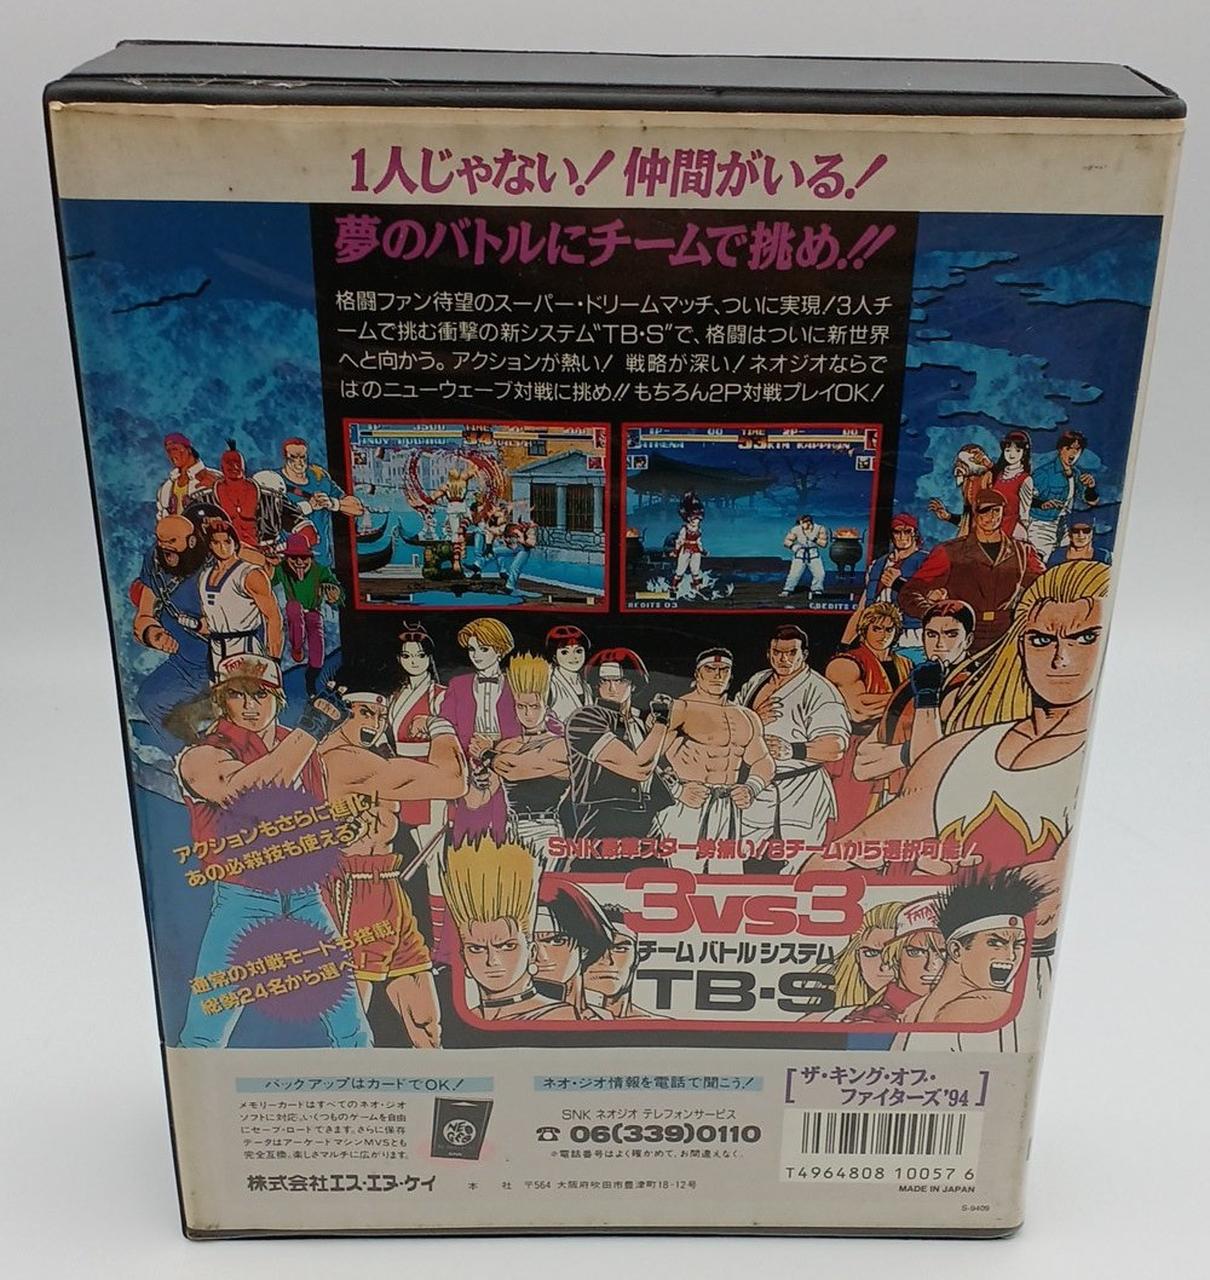 1人じゃない！仲間がいる！
夢のバトルにチームで挑め!!
格闘ファン待望のスーパー・ドリームマッチ、ついに実現！3人チ
ームで挑む衝撃の新システム"TB・S"で、格闘はついに新世界
へと向かう。アクションが熱い！ 戦略が深い！ネオジオならで
はのニューウェーブ対戦に挑め!!もちろん2P対戦プレイOK！
1P- 3500 TIME
34
1P- 00 TIME 2P- 00
ATHENA 53 KIM KAPPHWAN
CREDITS 03
FATAL
アクションもさらに進化！
あの必殺技も使える
SNK豪華スター勢揃い！8チームから選択可能！
3vs3
チームバトルシステム
TB・S
FATAL
通常の対戦モードも搭載
総勢24名から選べ！
バックアップはカードでOK！
メモリーカードはすべてのネオ・ジオ
ソフトに対応。いくつものゲームを自由
にセーブ・ロードできます。さらに保存
データはアーケードマシンMVSとも
完全互換。楽しさマルチに広がります。
NEO
GEO
SNK
ネオ・ジオ情報を電話で聞こう！
SNK ネオジオ テレフォンサービス
☎ 06(339)0110
※電話番号はよく確かめて、お間違えなく。
[ザ・キング・オブ・
ファイターズ'94]
T4964808 10057 6
MADE IN JAPAN
株式会社エス・エヌ・ケイ 本 社 〒564 大阪府吹田市豊津町18-12号
S-9409